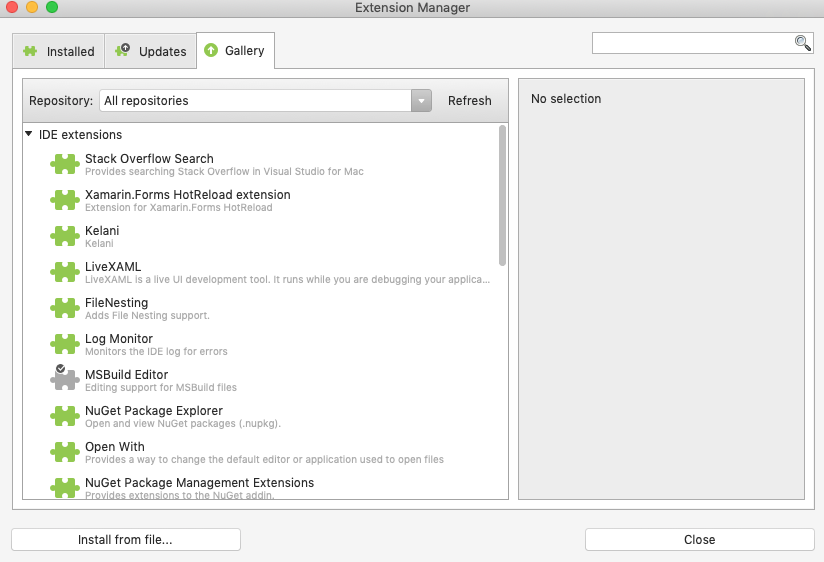 Extension Manager
Installed
Updates
Gallery
Repository:
All repositories
Refresh
No selection
IDE extensions
Stack Overflow Search
Provides searching Stack Overflow in Visual Studio for Mac
Xamarin.Forms HotReload extension
Extension for Xamarin.Forms HotReload
Kelani
Kelani
LiveXAML
LiveXAML is a live UI development tool. It runs while you are debugging your applica...
FileNesting
Adds File Nesting support.
Log Monitor
Monitors the IDE log for errors
MSBuild Editor
Editing support for MSBuild files
NuGet Package Explorer
Open and view NuGet packages (.nupkg).
Open With
Provides a way to change the default editor or application used to open files
NuGet Package Management Extensions
Provides extensions to the NuGet addin.
Install from file...
Close